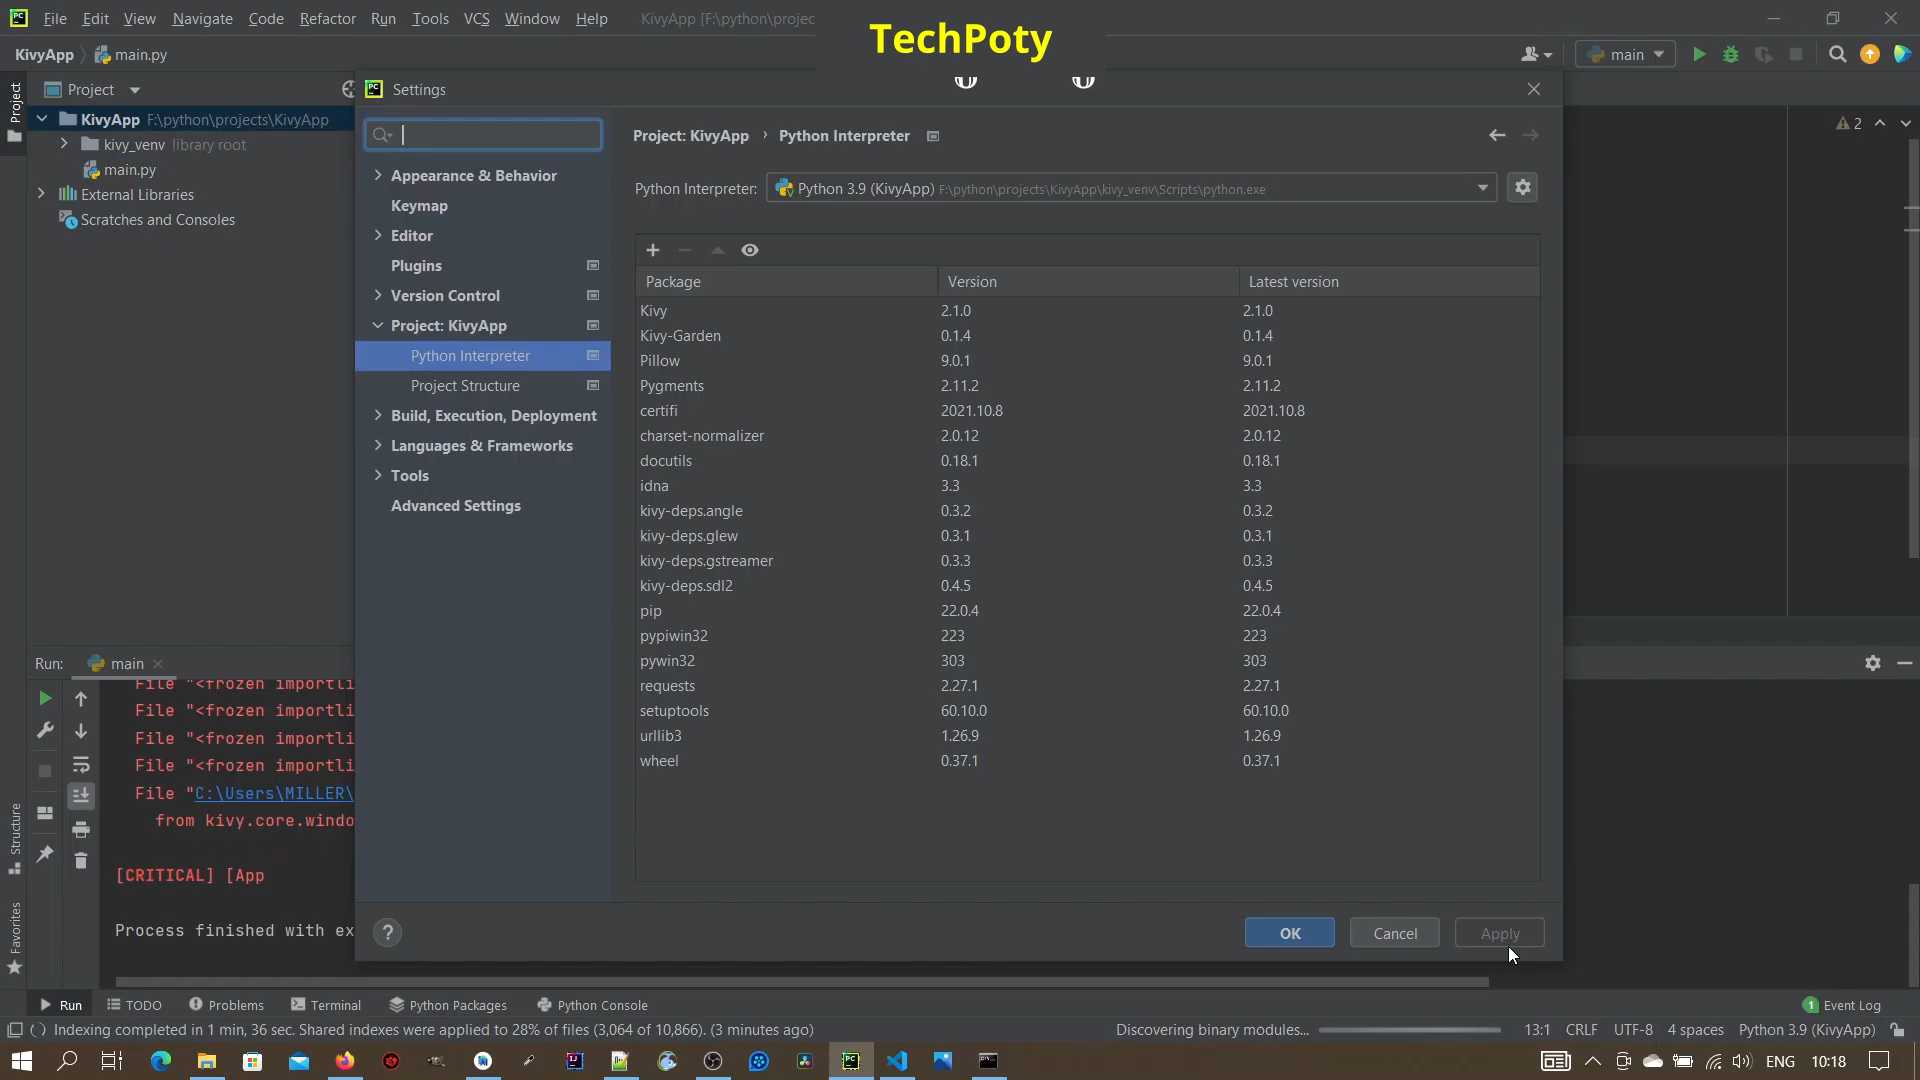 File Edit View Navigate Code Refactor Run Tools VCS Window Help KivyApp [F:\python\projec
TechPoty
KivyApp main.py
main
Project
Project
Settings
KivyApp F:\python\projects\KivyApp
kivy_venv library root
main.py
External Libraries
Scratches and Consoles
Appearance & Behavior
Keymap
Editor
Plugins
Version Control
Project: KivyApp
Python Interpreter
Project Structure
Build, Execution, Deployment
Languages & Frameworks
Tools
Advanced Settings
Project: KivyApp › Python Interpreter
Python Interpreter: Python 3.9 (KivyApp) F:\python\projects\KivyApp\kivy_venv\Scripts\python.exe
Package Version Latest version
Kivy 2.1.0 2.1.0
Kivy-Garden 0.1.4 0.1.4
Pillow 9.0.1 9.0.1
Pygments 2.11.2 2.11.2
certifi 2021.10.8 2021.10.8
charset-normalizer 2.0.12 2.0.12
docutils 0.18.1 0.18.1
idna 3.3 3.3
kivy-deps.angle 0.3.2 0.3.2
kivy-deps.glew 0.3.1 0.3.1
kivy-deps.gstreamer 0.3.3 0.3.3
kivy-deps.sdl2 0.4.5 0.4.5
pip 22.0.4 22.0.4
pypiwin32 223 223
pywin32 303 303
requests 2.27.1 2.27.1
setuptools 60.10.0 60.10.0
urllib3 1.26.9 1.26.9
wheel 0.37.1 0.37.1
OK Cancel Apply
2
Run: main
File "<frozen importli
File "<frozen importli
File "<frozen importli
File "<frozen importli
File "C:\Users\MILLER\
from kivy.core.windo
[CRITICAL] [App
Process finished with ex
Structure
Favorites
Run TODO Problems Terminal Python Packages Python Console 1 Event Log
Indexing completed in 1 min, 36 sec. Shared indexes were applied to 28% of files (3,064 of 10,866). (3 minutes ago) Discovering binary modules... 13:1 CRLF UTF-8 4 spaces Python 3.9 (KivyApp)
ENG 10:18